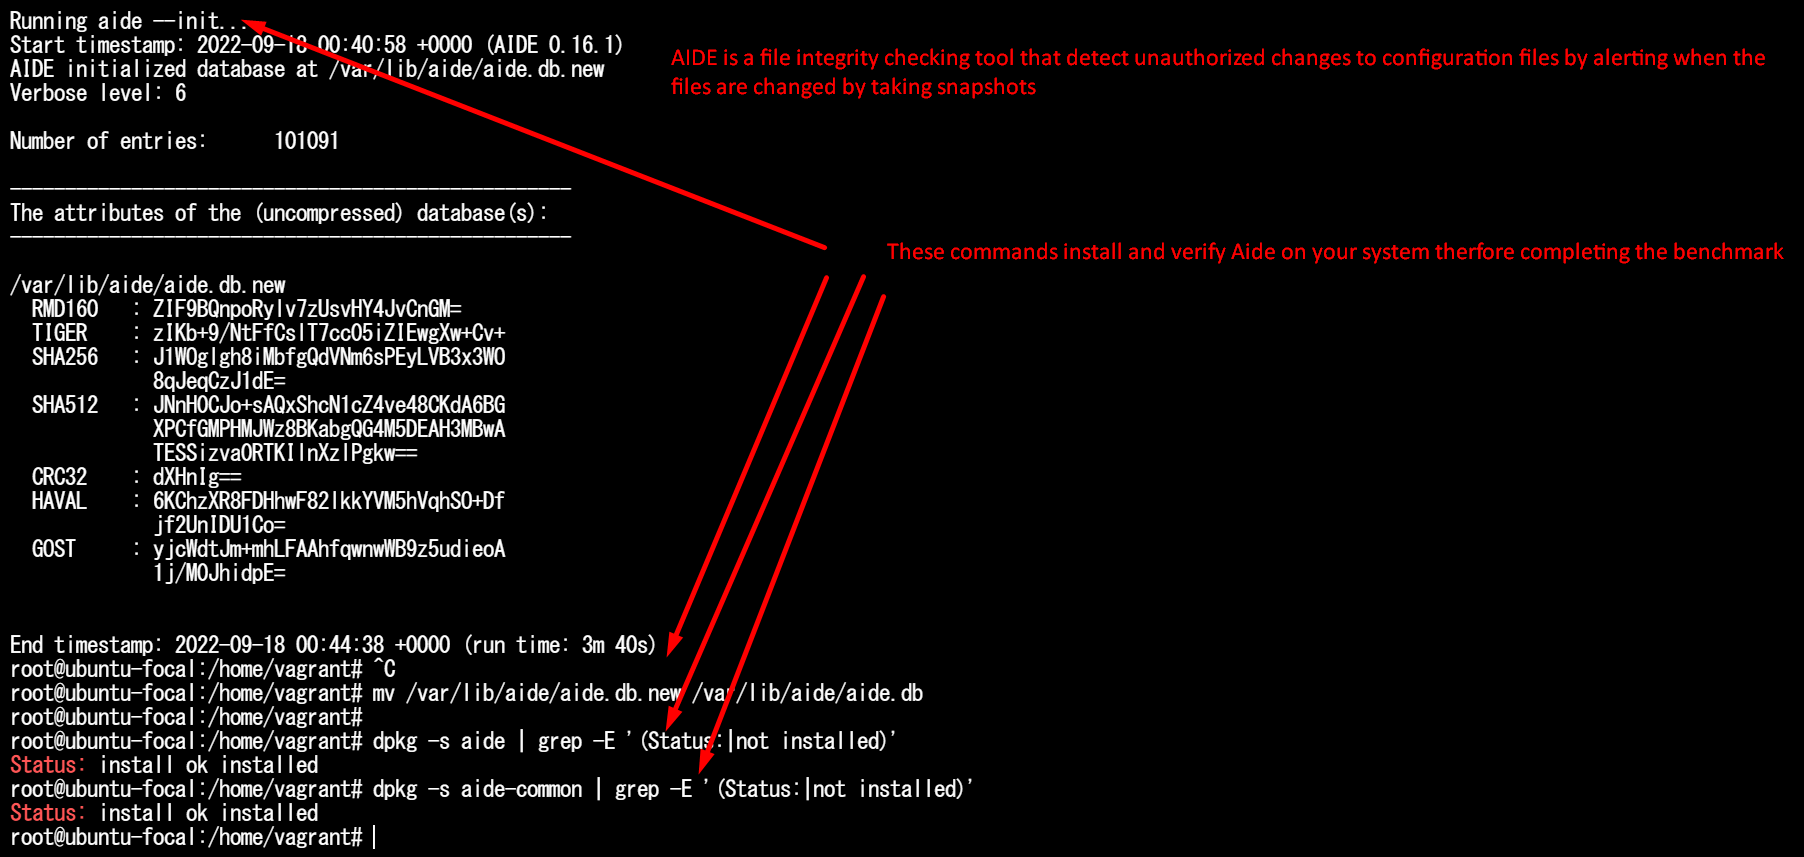 Running aide --init...
Start timestamp: 2022-09-18 00:40:58 +0000 (AIDE 0.16.1)
AIDE initialized database at /var/lib/aide/aide.db.new
Verbose level: 6
AIDE is a file integrity checking tool that detect unauthorized changes to configuration files by alerting when the
files are changed by taking snapshots
Number of entries: 101091
---------------------------------------------------
The attributes of the (uncompressed) database(s):
---------------------------------------------------
These commands install and verify Aide on your system therfore completing the benchmark
/var/lib/aide/aide.db.new
RMD160 : ZIF9BQnpoRylv7zUsvHY4JvCnGM=
TIGER : zIKb+9/NtFfCslT7ccO5iZIEwgXw+Cv+
SHA256 : J1WOglgh8iMbfgQdVNm6sPEyLVB3x3WO
8qJeqCzJ1dE=
SHA512 : JNnHOCJo+sAQxShcN1cZ4ve48CKdA6BG
XPCfGMPHMJWz8BKabgQG4M5DEAH3MBwA
TESSizvaORTKIlnXzlPgkw==
CRC32 : dXHnIg==
HAVAL : 6KChzXR8FDHhwF82lkkYVM5hVqhSO+Df
jf2UnIDU1Co=
GOST : yjcWdtJm+mhLFAAhfqwnwWB9z5udieoA
1j/MOJhidpE=
End timestamp: 2022-09-18 00:44:38 +0000 (run time: 3m 40s)
root@ubuntu-focal:/home/vagrant# ^C
root@ubuntu-focal:/home/vagrant# mv /var/lib/aide/aide.db.new /var/lib/aide/aide.db
root@ubuntu-focal:/home/vagrant#
root@ubuntu-focal:/home/vagrant# dpkg -s aide | grep -E '(Status:|not installed)'
Status: install ok installed
root@ubuntu-focal:/home/vagrant# dpkg -s aide-common | grep -E '(Status:|not installed)'
Status: install ok installed
root@ubuntu-focal:/home/vagrant#